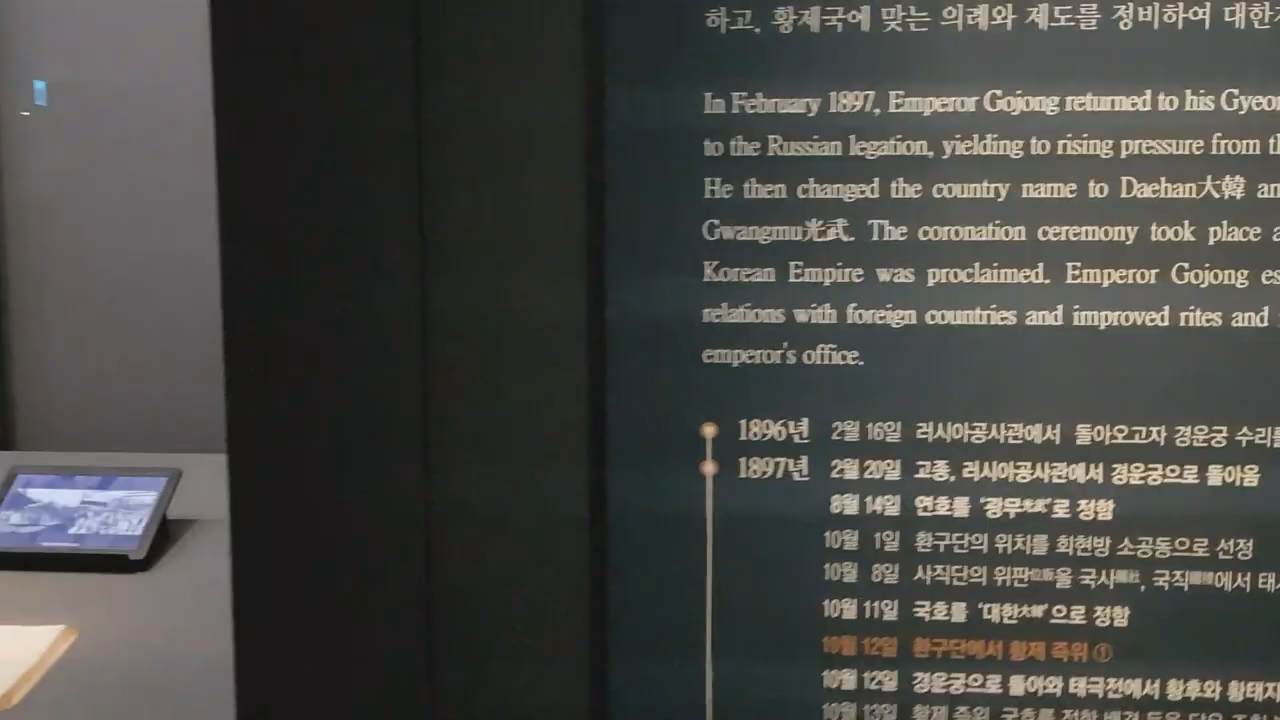 하고, 황제국에 맞는 의례와 제도를 정비하여
In February 1897, Emperor Gojong returned to his
to the Russian legation, yielding to rising pressure from
He then changed the country name to Daehan大韓
Gwangmu光武. The coronation ceremony took place
Korean Empire was proclaimed. Emperor Gojong
relations with foreign countries and improved rites and
emperor's office.
1896년 2월 16일 러시아공사관에서 돌아오고자 경운궁
1897년 2월 20일 고종, 러시아공사관에서 경운궁으로 돌아옴
8월 14일 연호를 '광무光武'로 정함
10월 1일 환구단의 위치를 회현방 소공동으로 선정
10월 8일 사직단의 위판 을 국사 , 국직 에서
10월 11일 국호를 '대한大韓'으로 정함
10월 12일 환구단에서 황제 즉위 ①
10월 12일 경운궁으로 돌아와 태극전에서 황후와
10월 13일